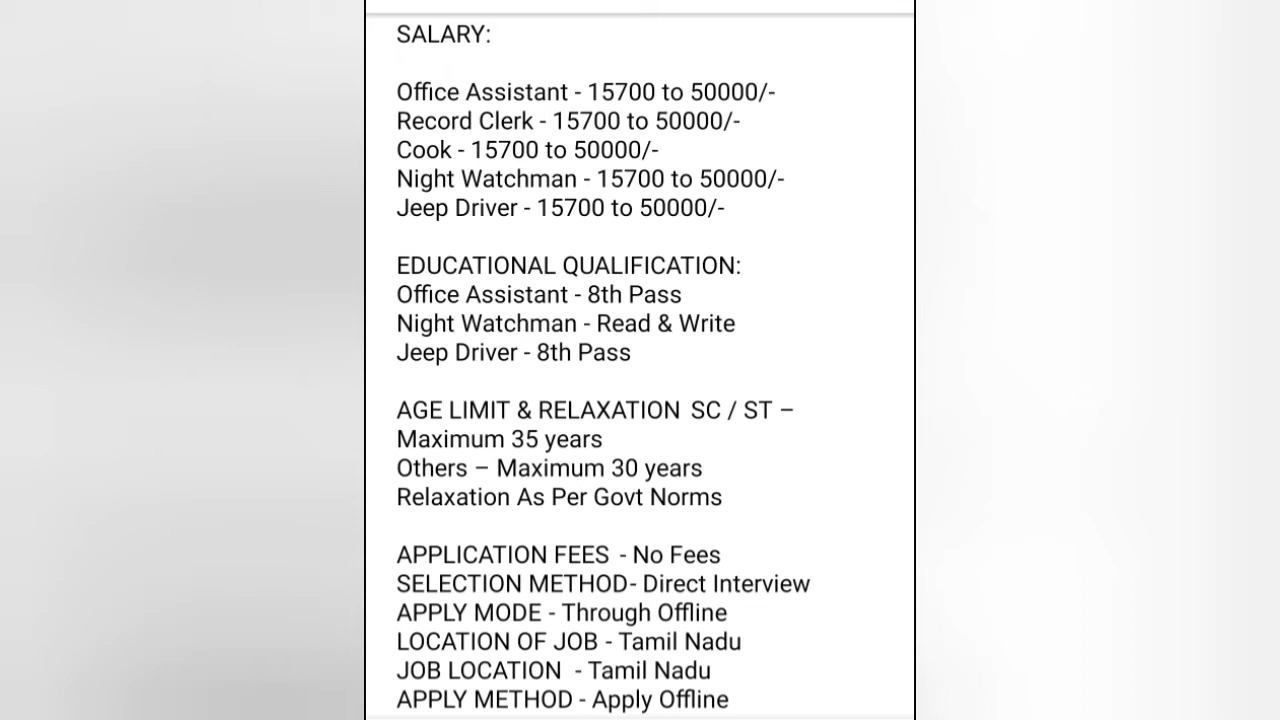 SALARY:
Office Assistant - 15700 to 50000/-
Record Clerk - 15700 to 50000/-
Cook - 15700 to 50000/-
Night Watchman - 15700 to 50000/-
Jeep Driver - 15700 to 50000/-
EDUCATIONAL QUALIFICATION:
Office Assistant - 8th Pass
Night Watchman - Read & Write
Jeep Driver - 8th Pass
AGE LIMIT & RELAXATION  SC / ST –
Maximum 35 years
Others – Maximum 30 years
Relaxation As Per Govt Norms
APPLICATION FEES  - No Fees
SELECTION METHOD- Direct Interview
APPLY MODE - Through Offline
LOCATION OF JOB - Tamil Nadu
JOB LOCATION  - Tamil Nadu
APPLY METHOD - Apply Offline